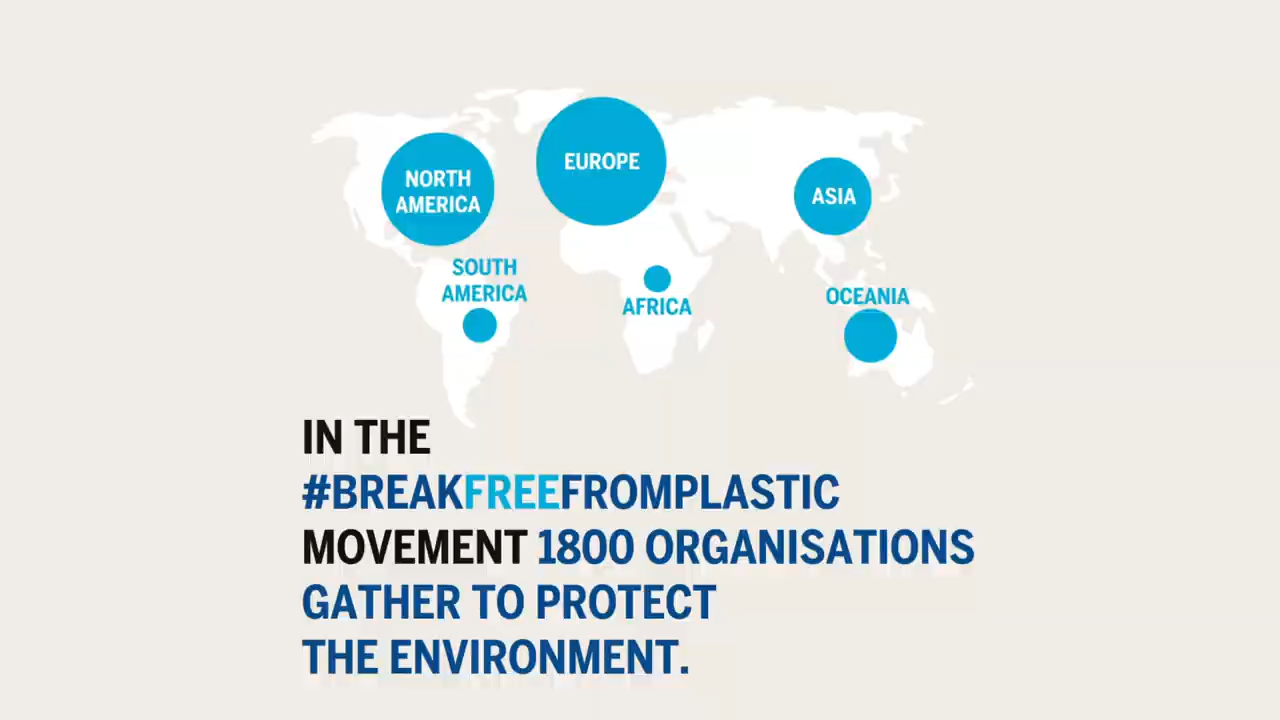 EUROPE
NORTH
AMERICA
ASIA
SOUTH
AMERICA
AFRICA
OCEANIA
IN THE
#BREAKFREEFROMPLASTIC
MOVEMENT 1800 ORGANISATIONS
GATHER TO PROTECT
THE ENVIRONMENT.